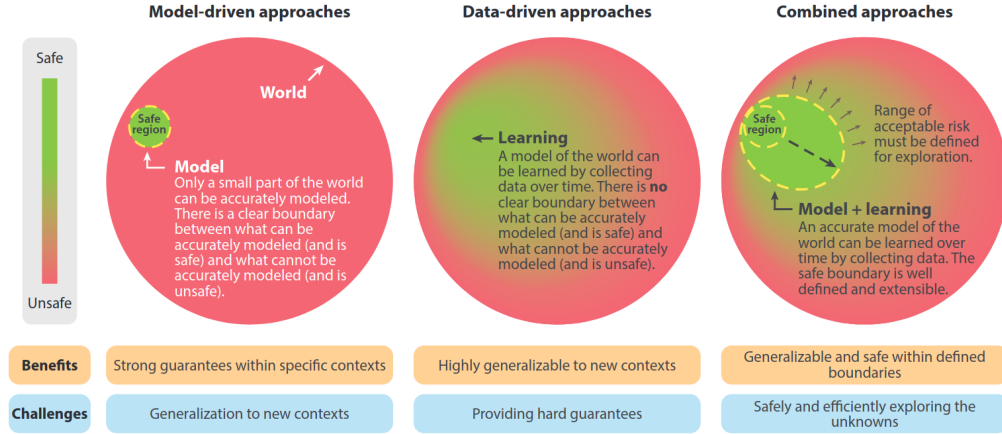 Model-driven approaches
Data-driven approaches
Combined approaches
Safe
Unsafe
World
Safe
region
Model
Only a small part of the world
can be accurately modeled.
There is a clear boundary
between what can be
accurately modeled (and is
safe) and what cannot be
accurately modeled (and is
unsafe).
Learning
A model of the world can
be learned by collecting
data over time. There is no
clear boundary between
what can be accurately
modeled (and is safe) and
what cannot be accurately
modeled (and is unsafe).
Safe
region
Range of
acceptable risk
must be defined
for exploration.
Model + learning
An accurate model of the
world can be learned over
time by collecting data. The
safe boundary is well
defined and extensible.
Benefits
Strong guarantees within specific contexts
Highly generalizable to new contexts
Generalizable and safe within defined
boundaries
Challenges
Generalization to new contexts
Providing hard guarantees
Safely and efficiently exploring the
unknowns